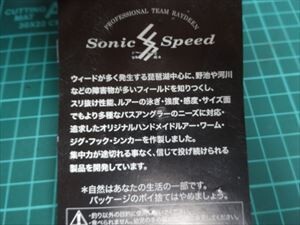 PROFESSIONAL TEAM RAYDEEN
Sonic Speed
ウィードが多く発生する琵琶湖中心に、野池や河川
などの障害物が多いフィールドを知りつくし、
スリ抜け性能、ルアーの泳ぎ・強度・感度・サイズ面
でもより多種なバスアングラーのニーズに対応・
追求したオリジナルハンドメイドルアー・ワーム・
ジグ・フック・シンカーを作製しました。
集中力が途切れる事なく、信じて投げ続けられる
製品を開発しています。
*自然はあなたの生活の一部です。
パッケージのポイ捨てはやめましょう。
CUTTING